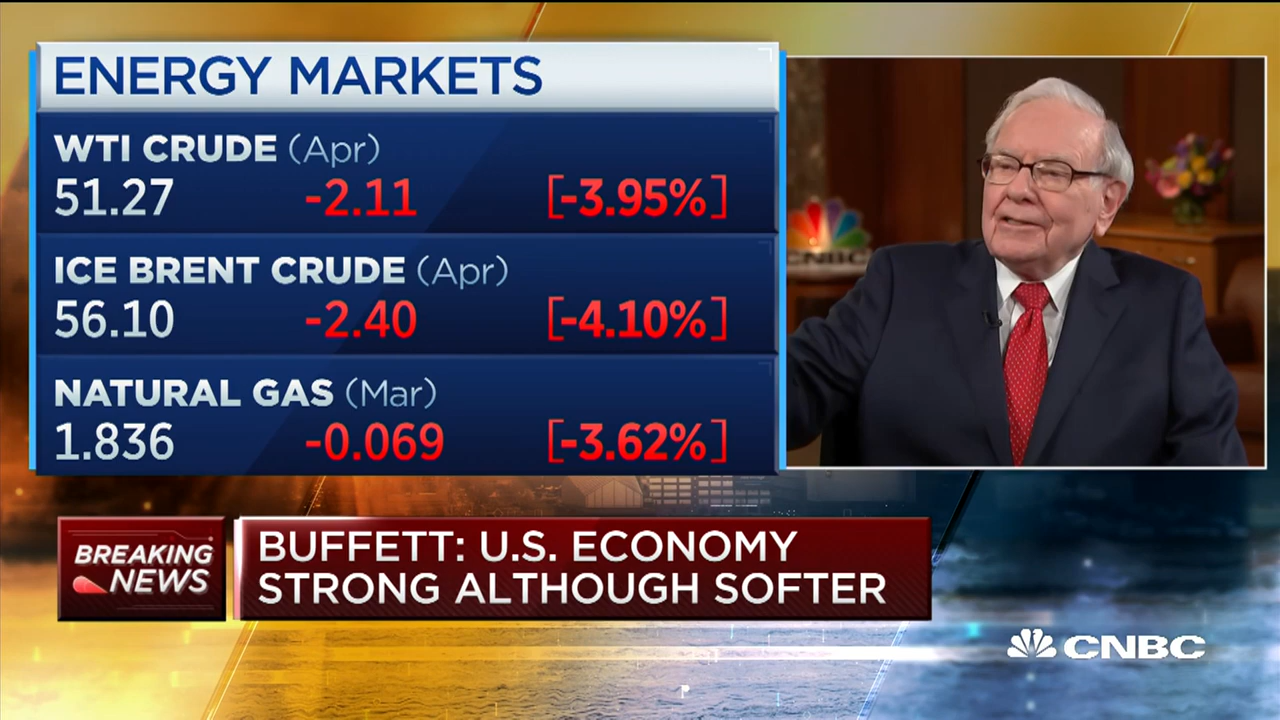 ENERGY MARKETS
WTI CRUDE (Apr)
51.27 -2.11 [-3.95%]
ICE BRENT CRUDE (Apr)
56.10 -2.40 [-4.10%]
NATURAL GAS (Mar)
1.836 -0.069 [-3.62%]
CNBC
BREAKING
NEWS
BUFFETT: U.S. ECONOMY
STRONG ALTHOUGH SOFTER
CNBC